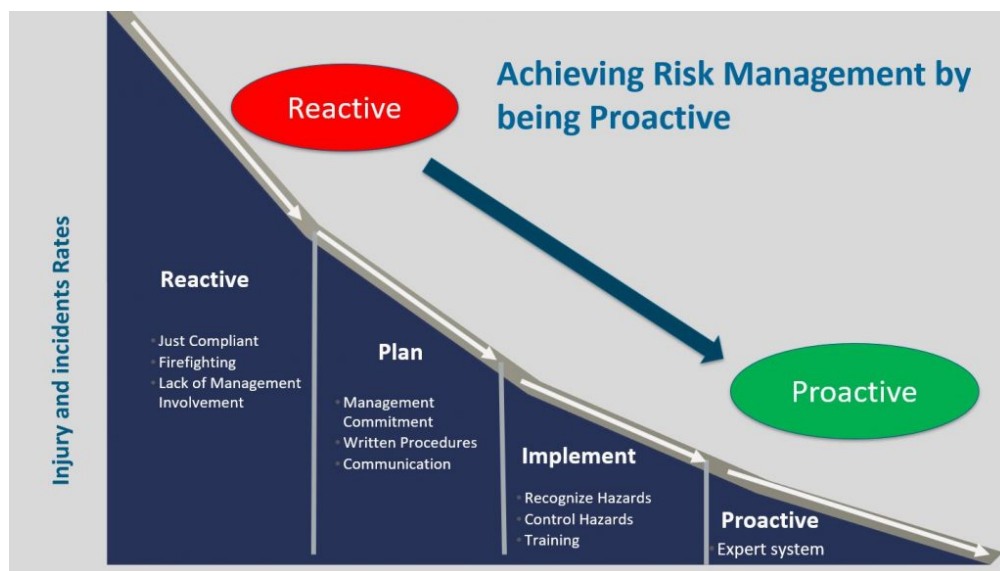 Achieving Risk Management by
being Proactive
Reactive
Proactive
Injury and incidents Rates
Reactive
• Just Compliant
• Firefighting
• Lack of Management
Involvement
Plan
• Management
Commitment
• Written Procedures
• Communication
Implement
• Recognize Hazards
• Control Hazards
• Training
Proactive
• Expert system